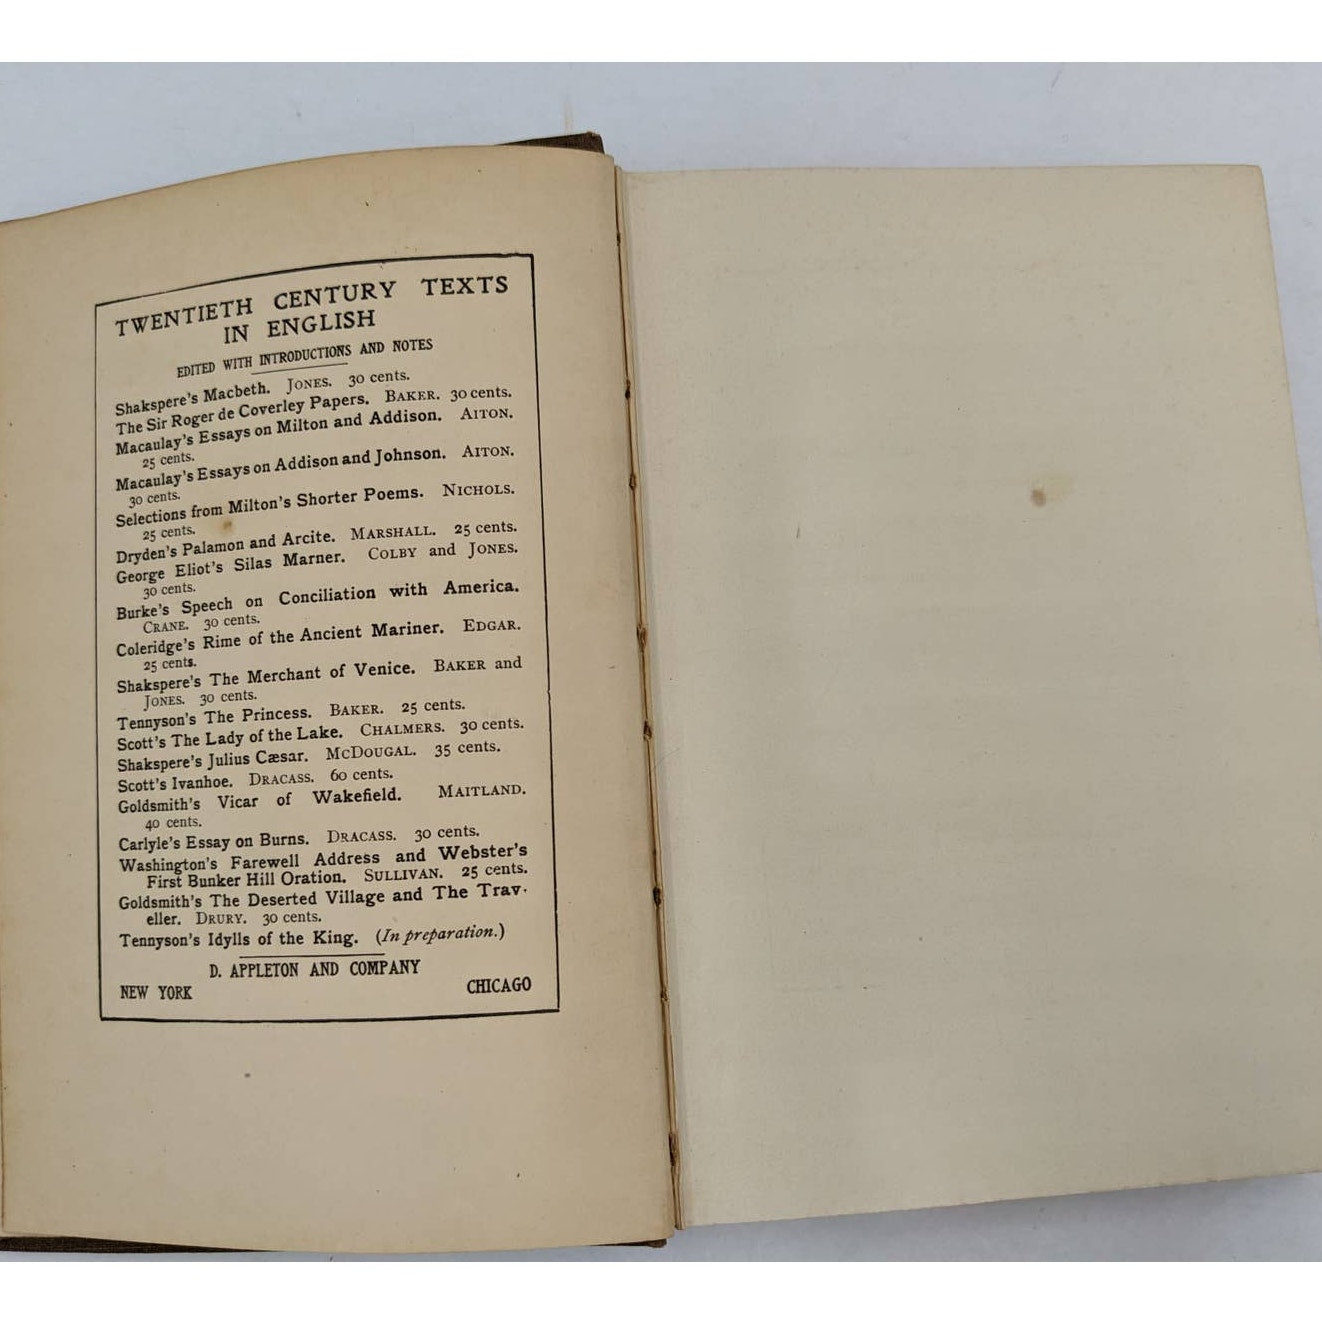 TWENTIETH CENTURY TEXTS
IN ENGLISH
EDITED WITH INTRODUCTIONS AND NOTES
Shakspere's Macbeth. JONES. 30 cents.
The Sir Roger de Coverley Papers. BAKER. 30 cents.
Macaulay's Essays on Milton and Addison. AITON.
25 cents.
Macaulay's Essays on Addison and Johnson. AITON.
30 cents.
Selections from Milton's Shorter Poems. NICHOLS.
25 cents.
Dryden's Palamon and Arcite. MARSHALL. 25 cents.
George Eliot's Silas Marner. COLBY and JONES.
30 cents.
Burke's Speech on Conciliation with America.
CRANE. 30 cents.
Coleridge's Rime of the Ancient Mariner. EDGAR.
25 cents.
Shakspere's The Merchant of Venice. BAKER and
JONES. 30 cents.
Tennyson's The Princess. BAKER. 25 cents.
Scott's The Lady of the Lake. CHALMERS. 30 cents.
Shakspere's Julius Cæsar. MCDOUGAL. 35 cents.
Scott's Ivanhoe. DRACASS. 60 cents.
Goldsmith's Vicar of Wakefield. MAITLAND.
40 cents.
Carlyle's Essay on Burns. DRACASS. 30 cents.
Washington's Farewell Address and Webster's
First Bunker Hill Oration. SULLIVAN. 25 cents.
Goldsmith's The Deserted Village and The Trav-
eller. DRURY. 30 cents.
Tennyson's Idylls of the King. (In preparation.)
D. APPLETON AND COMPANY
NEW YORK CHICAGO